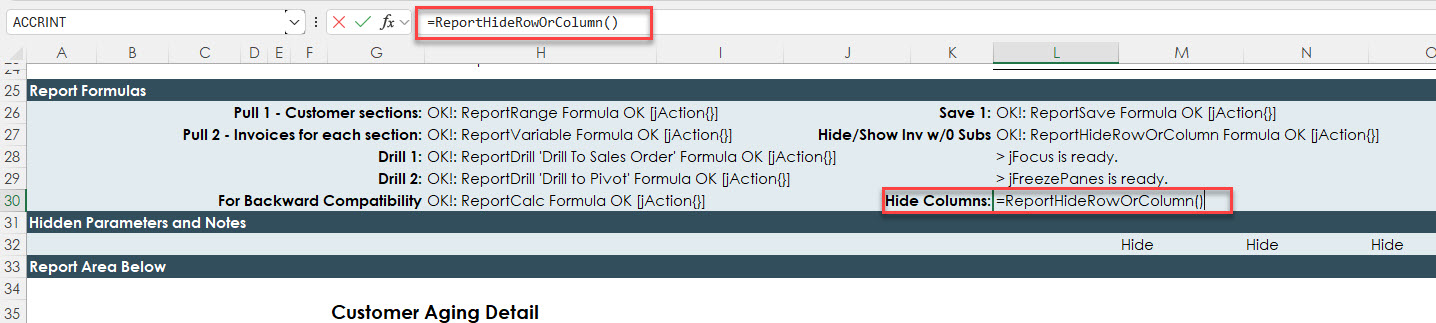 ACCRINT fx =ReportHideRowOrColumn()
A B C D E F G H I J K L M N O
24
25 Report Formulas
26 Pull 1 - Customer sections: OK!: ReportRange Formula OK [jAction{}] Save 1: OK!: ReportSave Formula OK [jAction{}]
27 Pull 2 - Invoices for each section: OK!: ReportVariable Formula OK [jAction{}] Hide/Show Inv w/0 Subs OK!: ReportHideRowOrColumn Formula OK [jAction{}]
28 Drill 1: OK!: ReportDrill 'Drill To Sales Order' Formula OK [jAction{}] > jFocus is ready.
29 Drill 2: OK!: ReportDrill 'Drill to Pivot' Formula OK [jAction{}] > jFreezePanes is ready.
30 For Backward Compatibility OK!: ReportCalc Formula OK [jAction{}] Hide Columns: =ReportHideRowOrColumn()
31 Hidden Parameters and Notes
32 Hide Hide Hide
33 Report Area Below
34
35 Customer Aging Detail